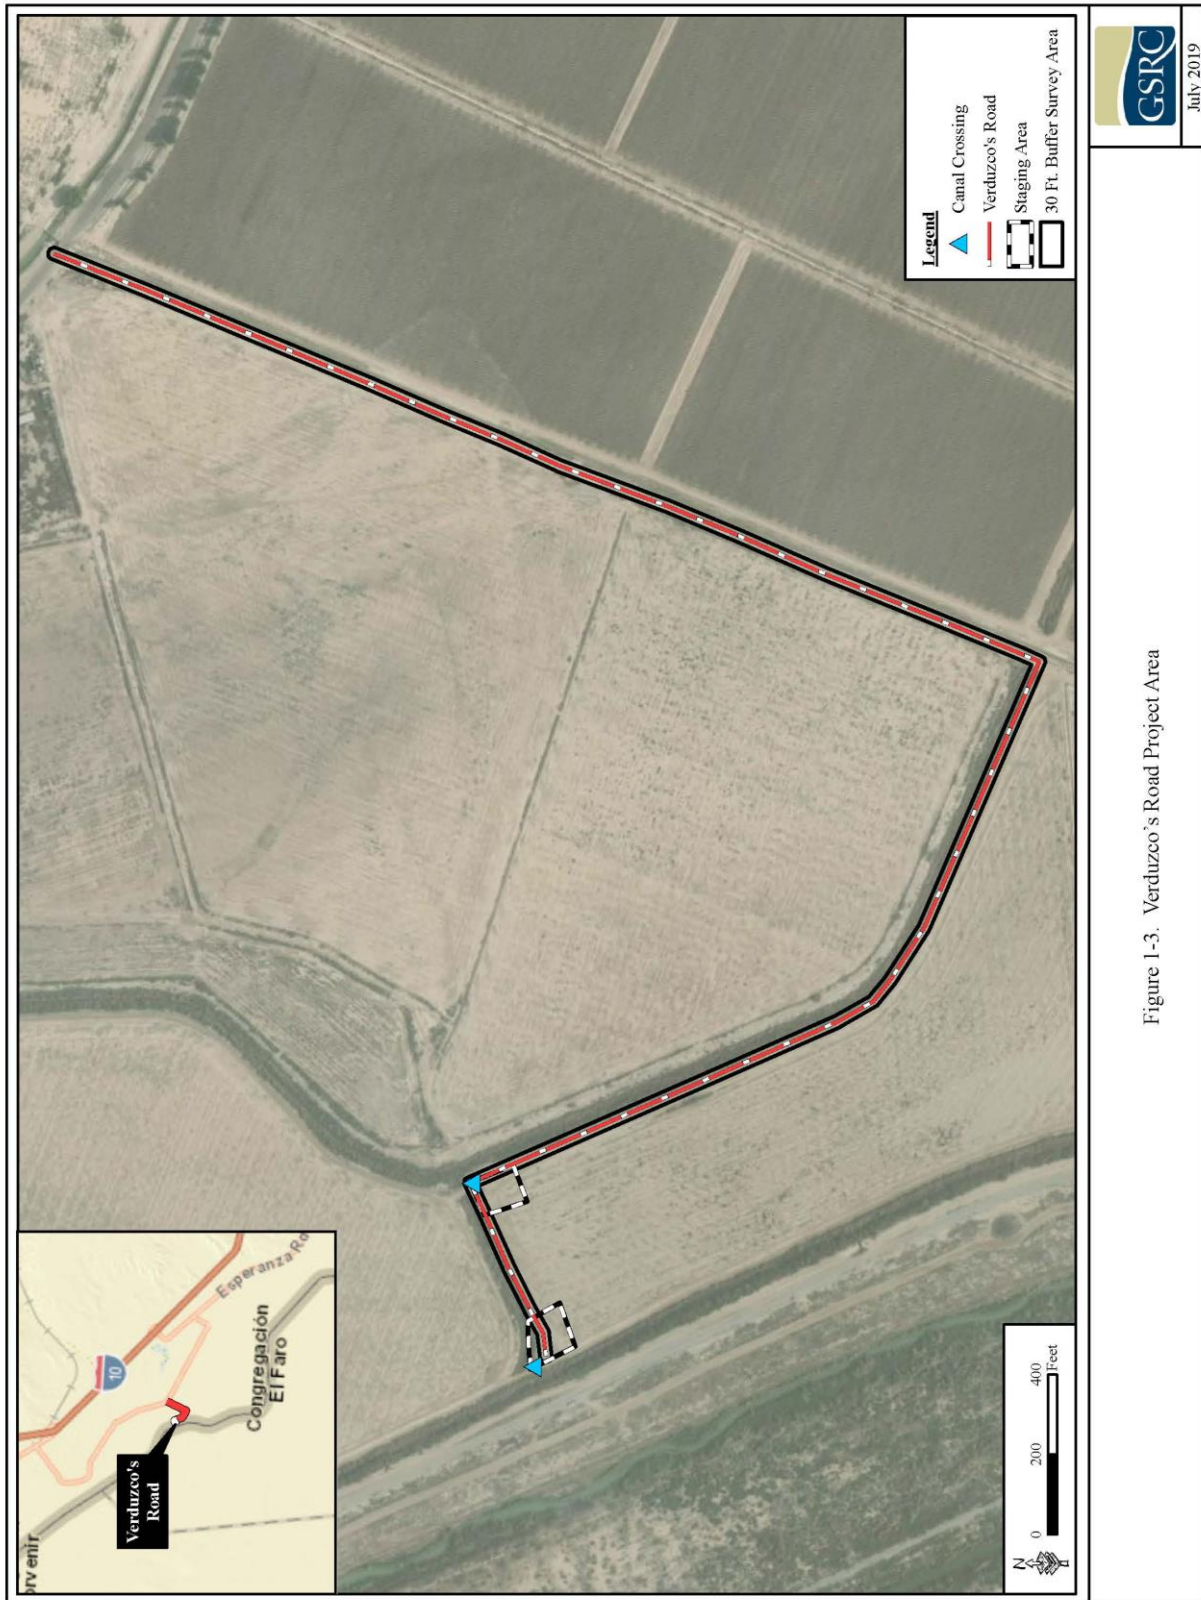 Verduzco's
Road
orvenir
10
Esperanza Ro
Congregación
El Faro
Legend
Canal Crossing
Verduzco's Road
Staging Area
30 Ft. Buffer Survey Area
N
0 200 400
Feet
Figure 1-3. Verduzco's Road Project Area
GSRC
July 2019